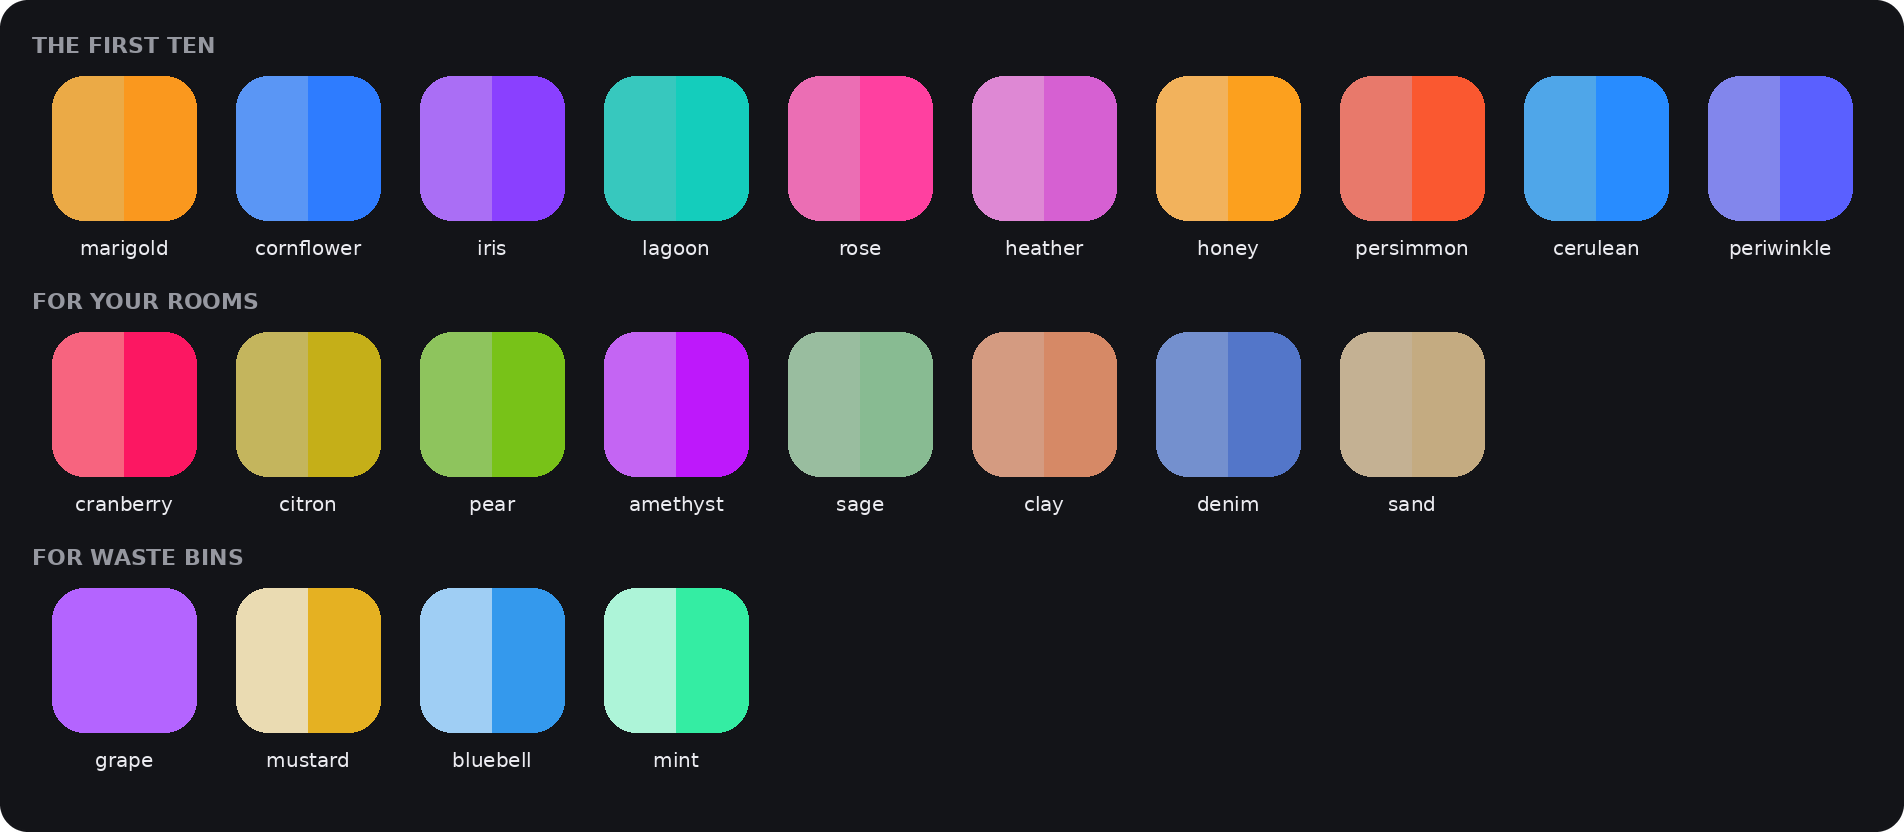 THE FIRST TEN
marigold cornflower iris lagoon rose heather honey persimmon cerulean periwinkle
FOR YOUR ROOMS
cranberry citron pear amethyst sage clay denim sand
FOR WASTE BINS
grape mustard bluebell mint